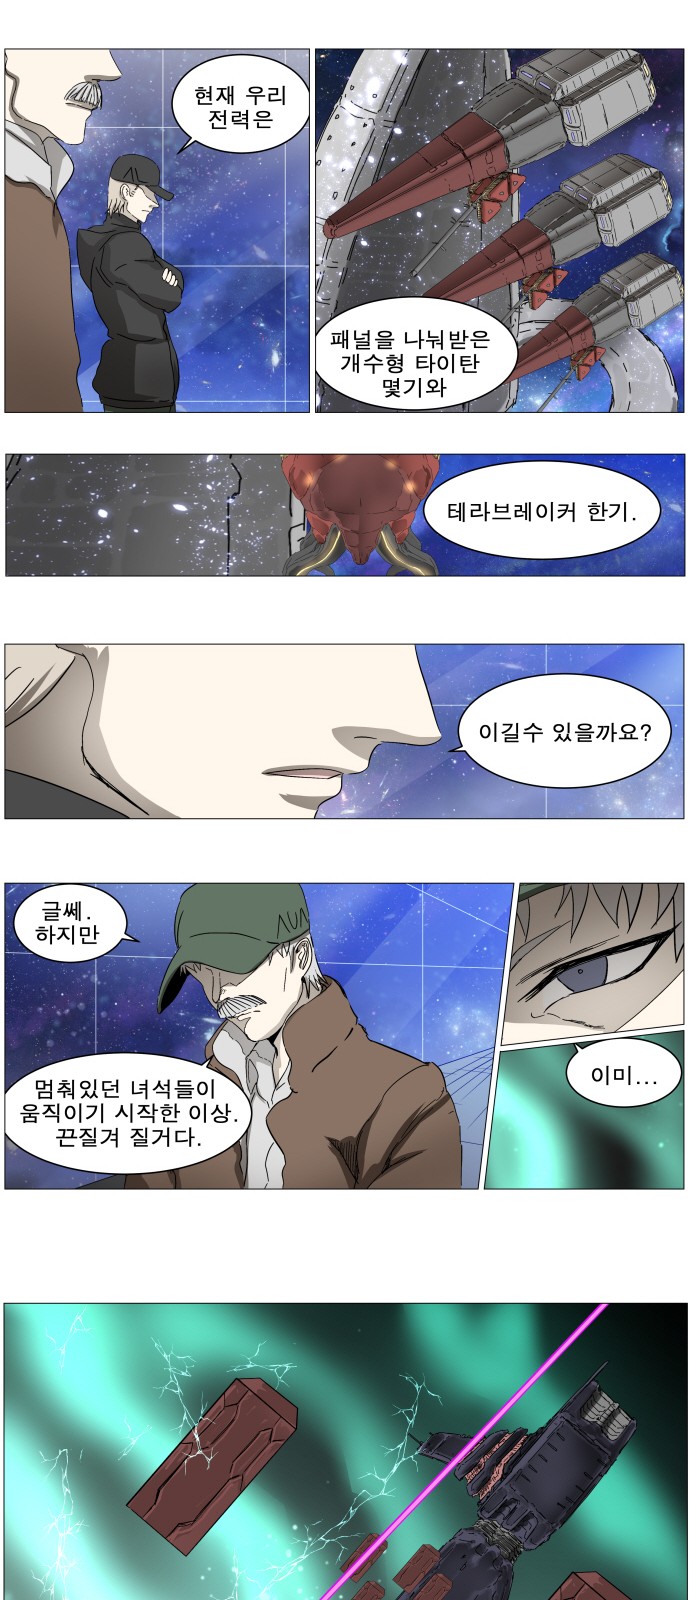 현재 우리
전력은
패널을 나눠받은
개수형 타이탄
몇기와
테라브레이커 한기.
이길수 있을까요?
글쎄.
하지만
멈춰있던 녀석들이
움직이기 시작한 이상.
끈질겨 질거다.
이미...